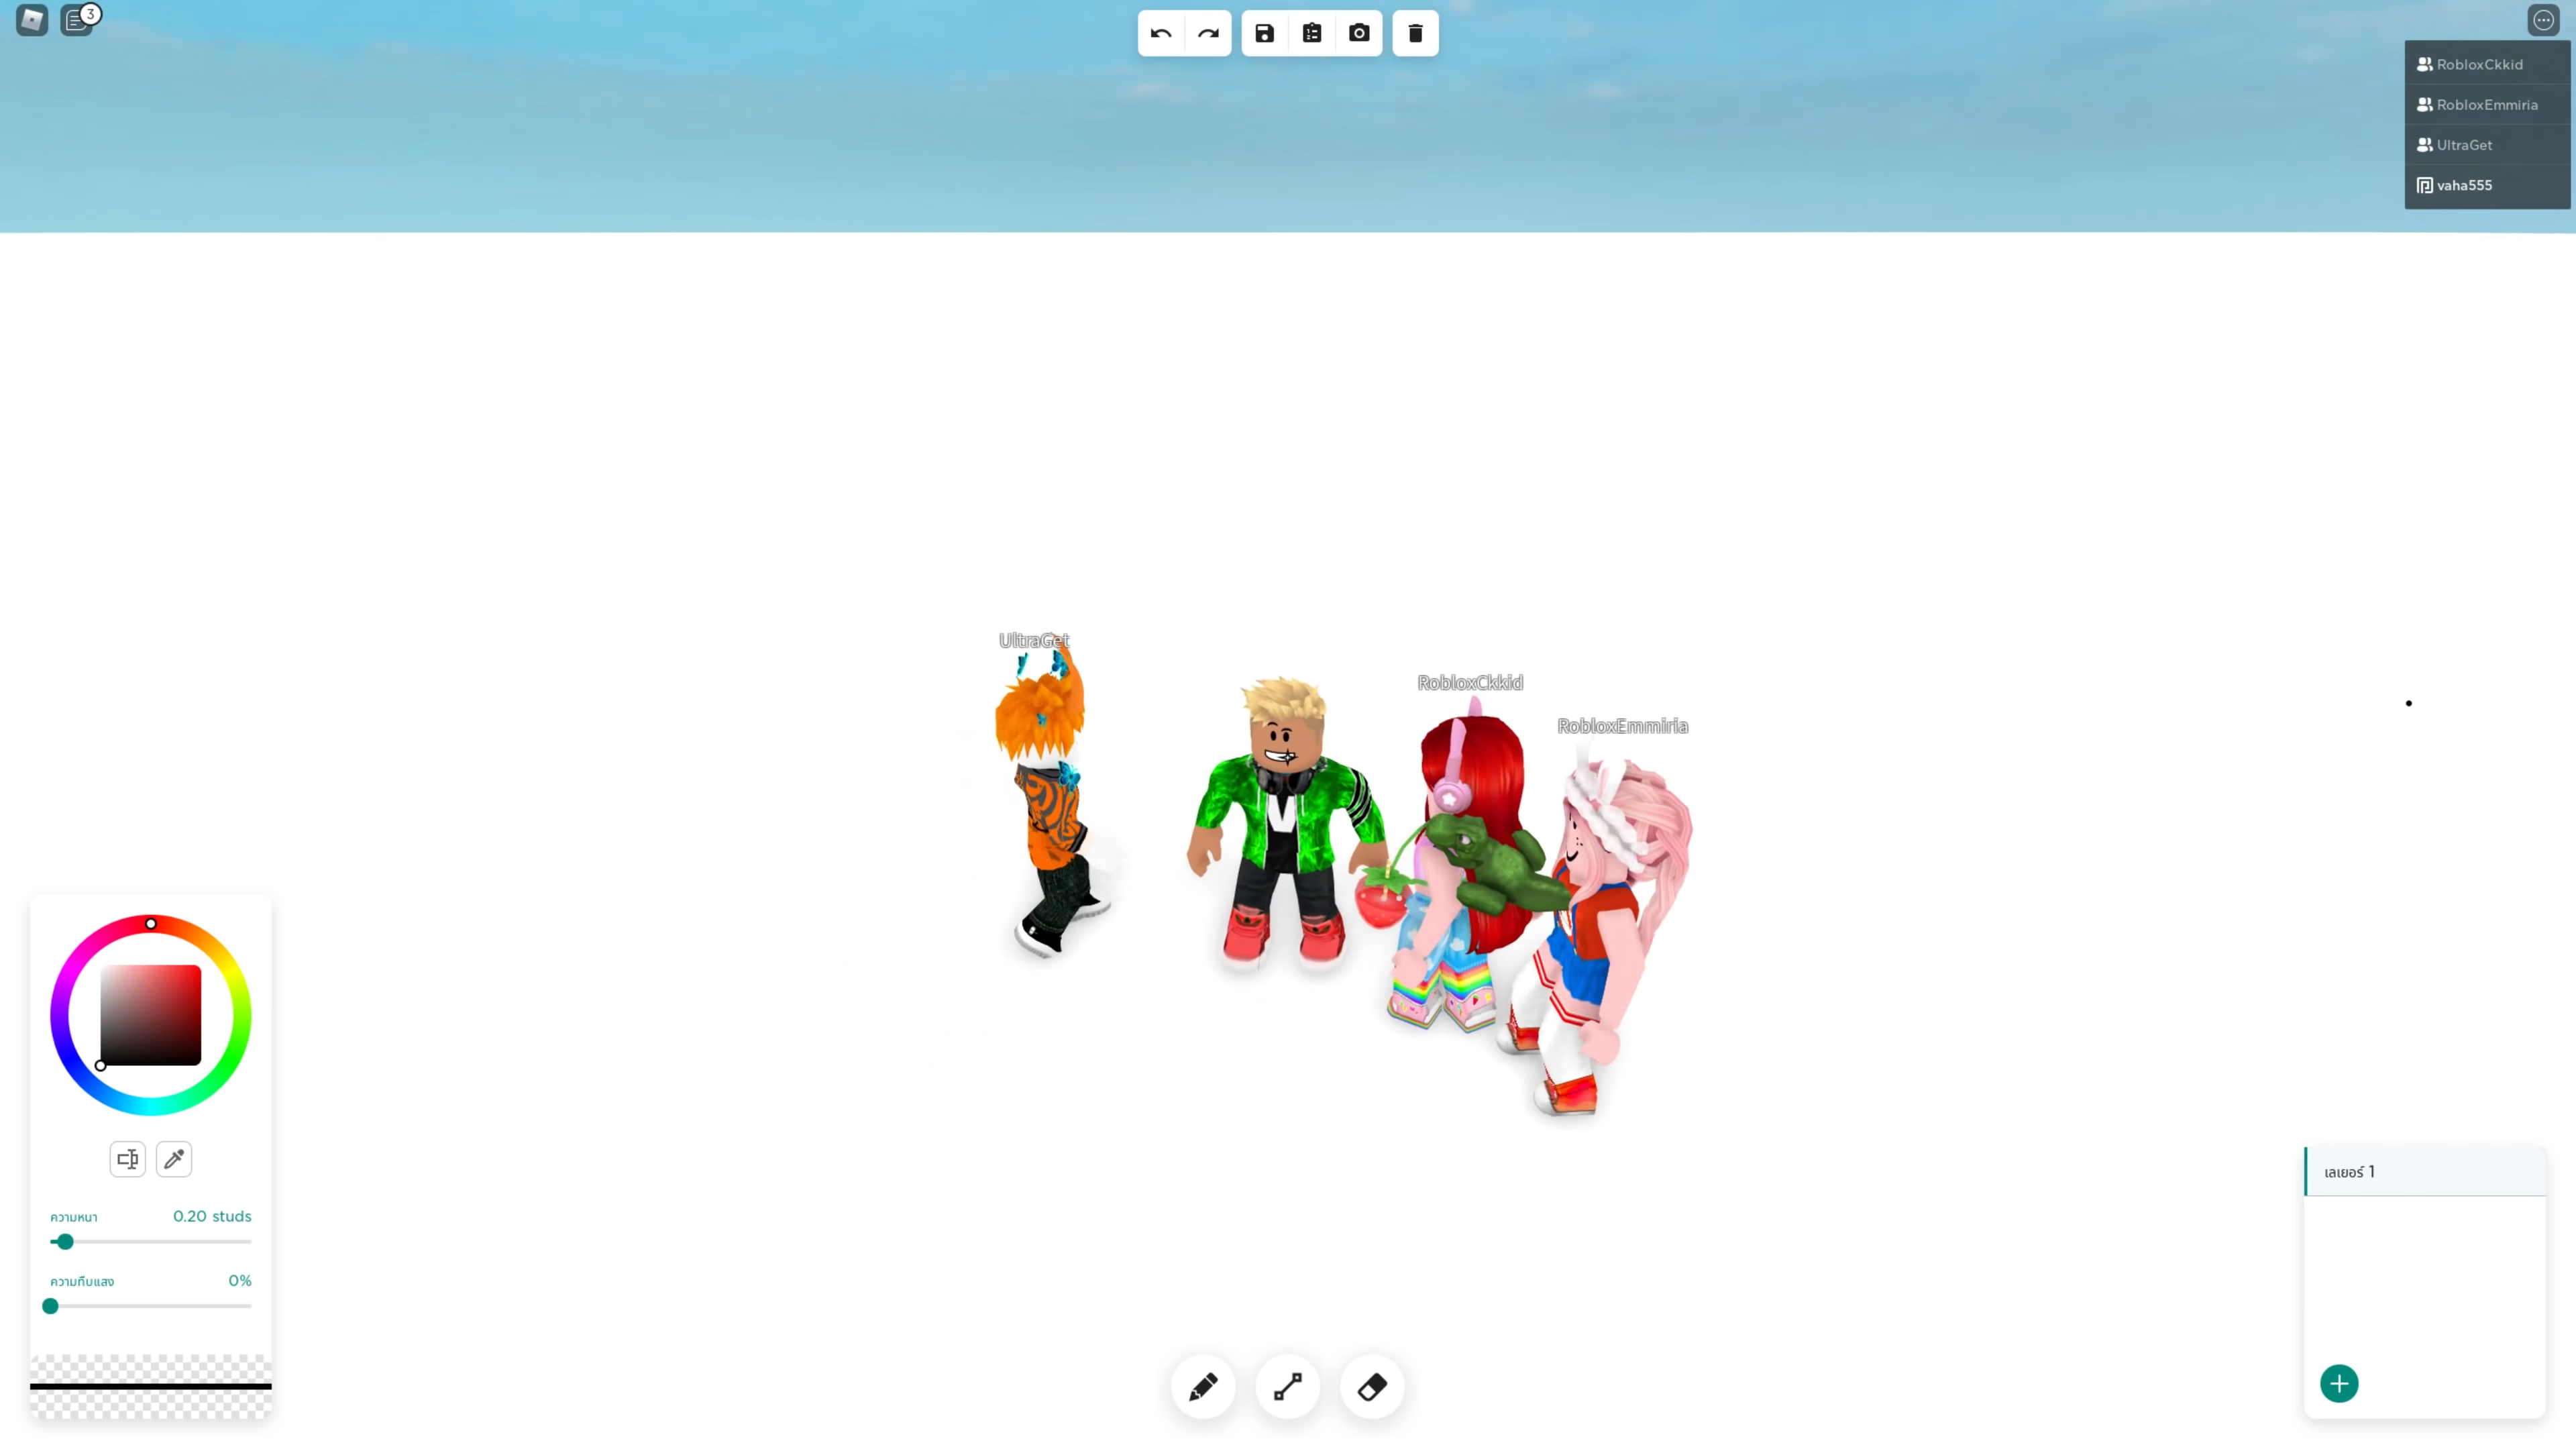 3
RobloxCkkid
RobloxEmmiria
UltraGet
vaha555
UltraGet
RobloxCkkid
RobloxEmmiria
V
ความหนา 0.20 studs
ความทึบแสง 0%
เลเยอร์ 1